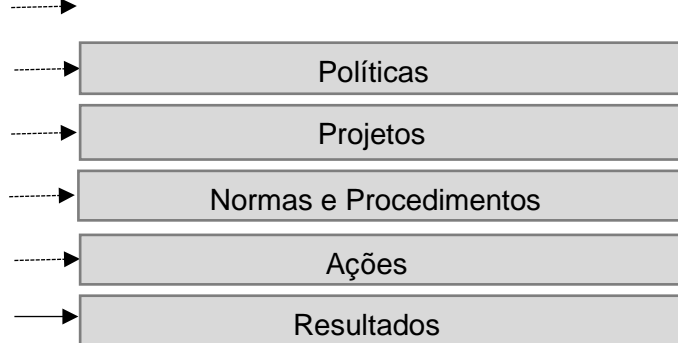 Políticas
Projetos
Normas e Procedimentos
Ações
Resultados